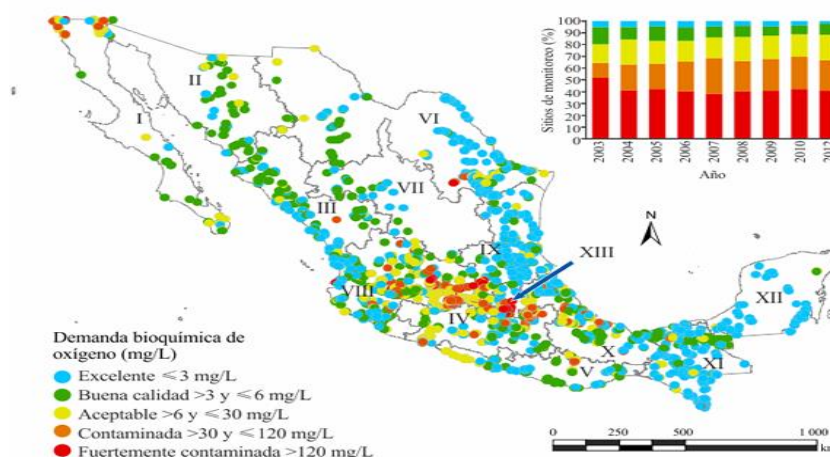 Sitios de monitoreo (%)
100
90
80
70
60
50
40
30
20
10
0
2003
2004
2005
2006
2007
2008
2009
2010
2012
Año
I
II
III
IV
V
VI
VII
VIII
IX
X
XI
XII
XIII
N
Demanda bioquímica de
oxígeno (mg/L)
Excelente ≤3 mg/L
Buena calidad >3 y ≤6 mg/L
Aceptable >6 y ≤30 mg/L
Contaminada >30 y ≤120 mg/L
Fuertemente contaminada >120 mg/L
0 250 500 1 000